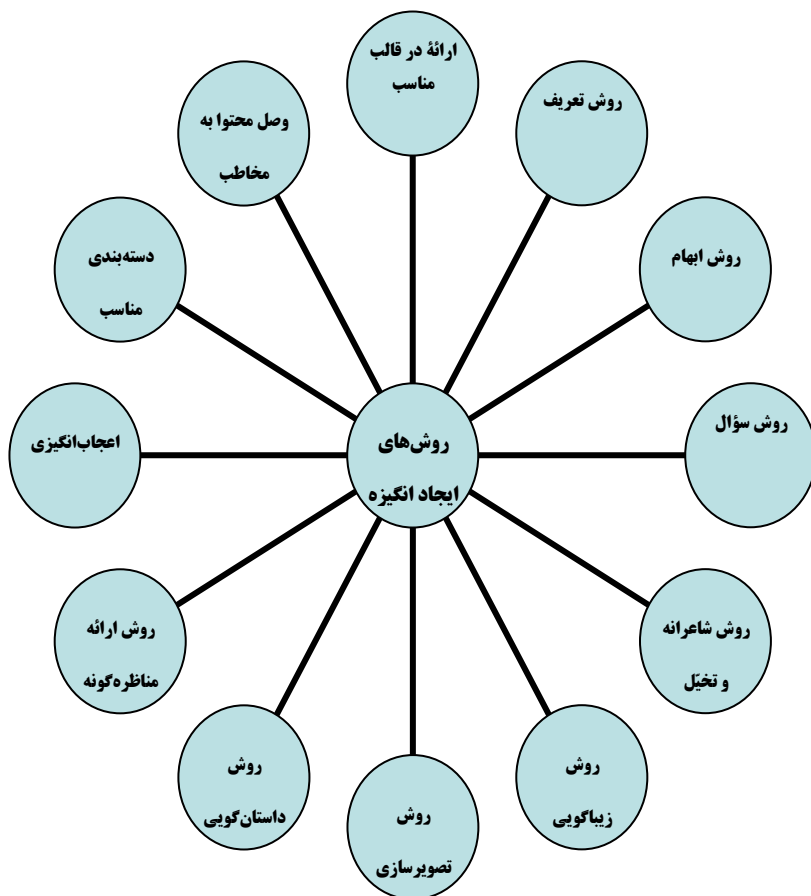 ارائهٔ در قالب
مناسب
روش تعریف
روش ابهام
روش سؤال
روش شاعرانه
و تخیّل
روش
زیباگویی
روش
تصویرسازی
روش
داستان‌گویی
روش ارائه
مناظره‌گونه
اعجاب‌انگیزی
دسته‌بندی
مناسب
وصل محتوا به
مخاطب
روش‌های
ایجاد انگیزه